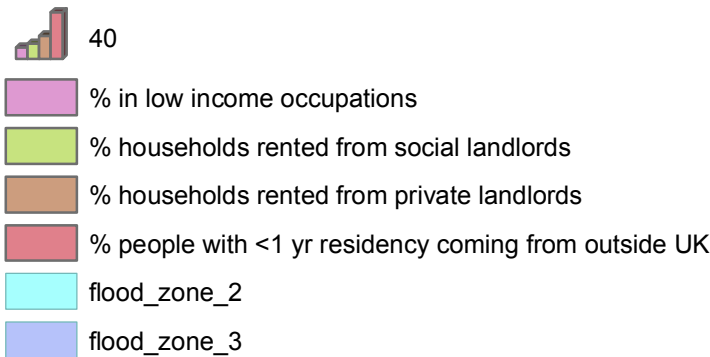 40
% in low income occupations
% households rented from social landlords
% households rented from private landlords
% people with <1 yr residency coming from outside UK
flood_zone_2
flood_zone_3